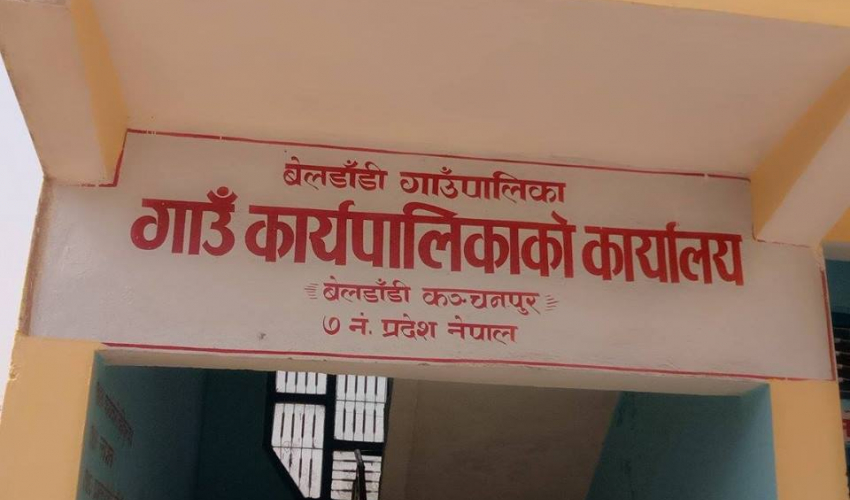 बेलडाँडी गाउँपालिका
गाउँ कार्यपालिकाको कार्यालय
बेलडाँडी कञ्चनपुर
७ नं. प्रदेश नेपाल